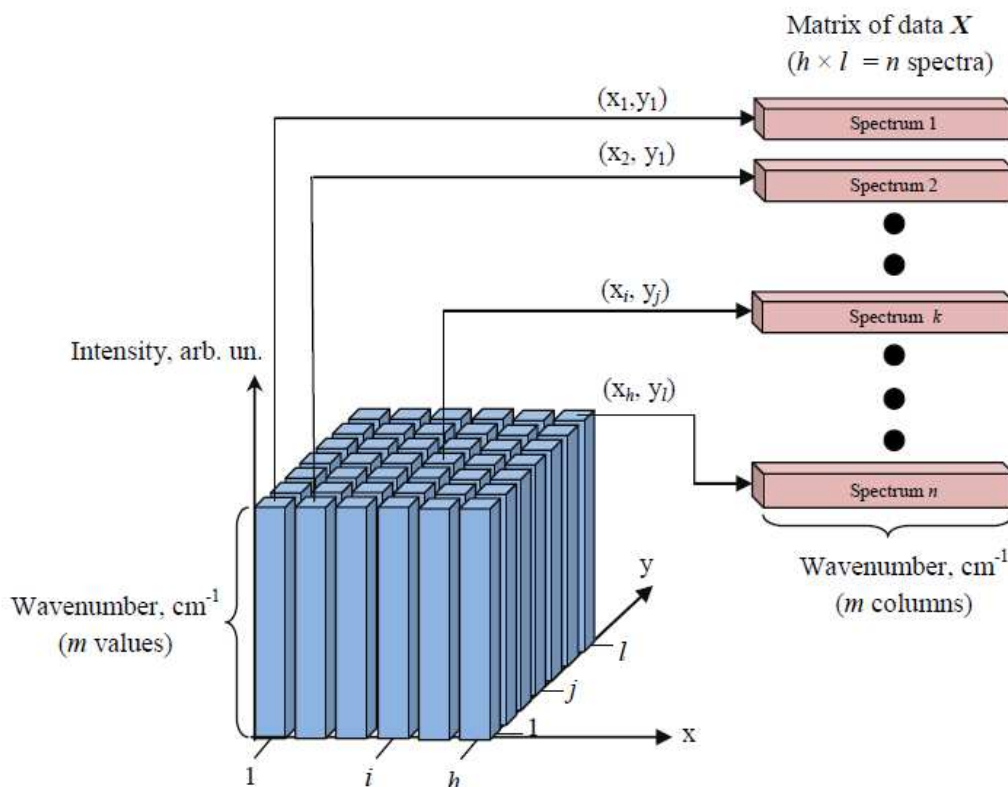 Matrix of data X
(h × l = n spectra)
(x₁,y₁)
Spectrum 1
(x₂, y₁)
Spectrum 2
(xᵢ, yⱼ)
Spectrum k
Intensity, arb. un.
(xₕ, yₗ)
Spectrum n
Wavenumber, cm⁻¹
(m columns)
y
Wavenumber, cm⁻¹
(m values)
l
j
1
x
1
i
h